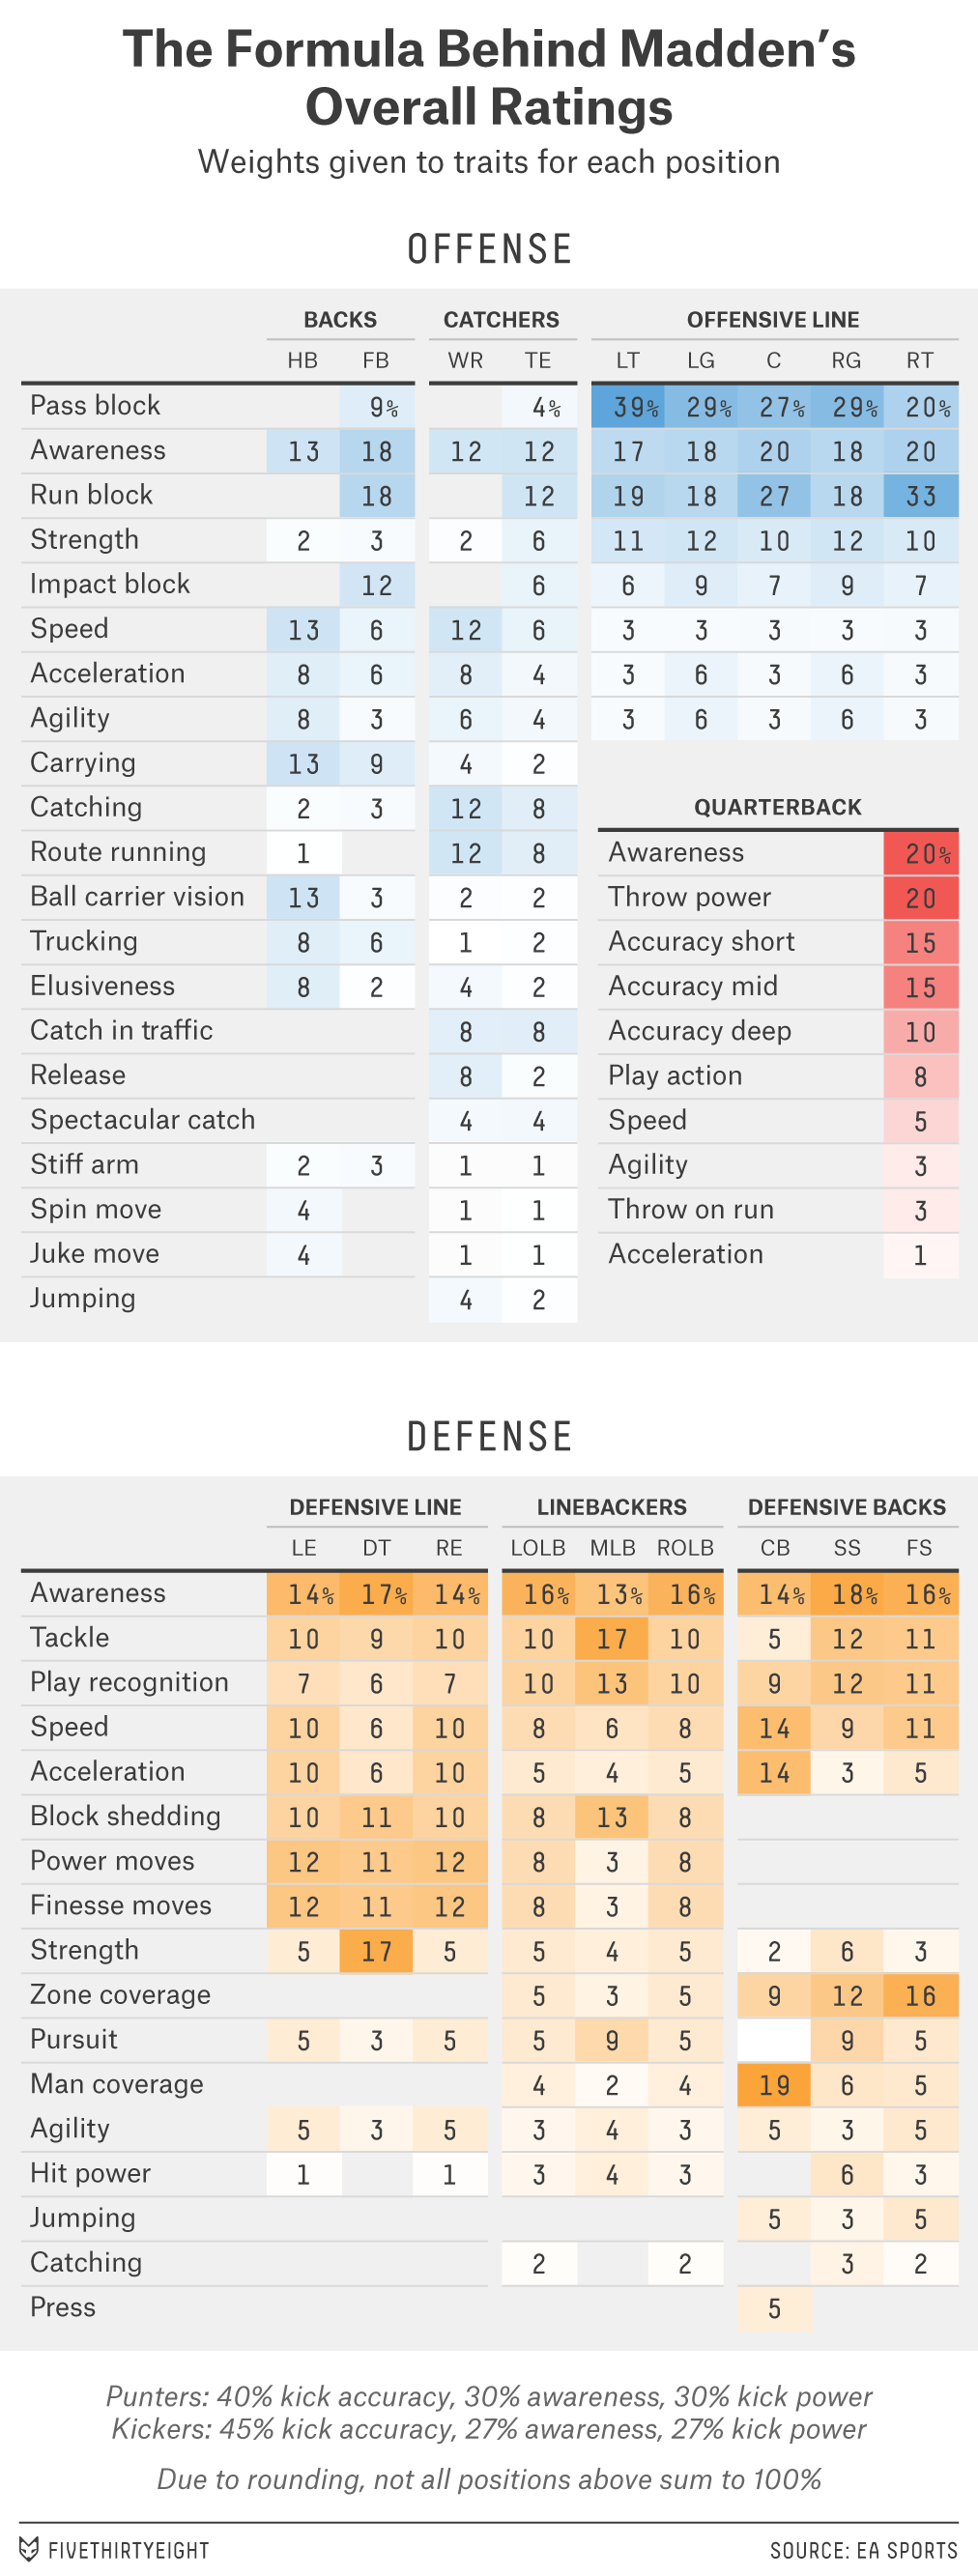 The Formula Behind Madden’s
Overall Ratings
Weights given to traits for each position
OFFENSE
BACKS CATCHERS OFFENSIVE LINE
HB FB WR TE LT LG C RG RT
Pass block 9% 4% 39% 29% 27% 29% 20%
Awareness 13 18 12 12 17 18 20 18 20
Run block 18 12 19 18 27 18 33
Strength 2 3 2 6 11 12 10 12 10
Impact block 12 6 6 9 7 9 7
Speed 13 6 12 6 3 3 3 3 3
Acceleration 8 6 8 4 3 6 3 6 3
Agility 8 3 6 4 3 6 3 6 3
Carrying 13 9 4 2
Catching 2 3 12 8
Route running 1 12 8
Ball carrier vision 13 3 2 2
Trucking 8 6 1 2
Elusiveness 8 2 4 2
Catch in traffic 8 8
Release 8 2
Spectacular catch 4 4
Stiff arm 2 3 1 1
Spin move 4 1 1
Juke move 4 1 1
Jumping 4 2
QUARTERBACK
Awareness 20%
Throw power 20
Accuracy short 15
Accuracy mid 15
Accuracy deep 10
Play action 8
Speed 5
Agility 3
Throw on run 3
Acceleration 1
DEFENSE
DEFENSIVE LINE LINEBACKERS DEFENSIVE BACKS
LE DT RE LOLB MLB ROLB CB SS FS
Awareness 14% 17% 14% 16% 13% 16% 14% 18% 16%
Tackle 10 9 10 10 17 10 5 12 11
Play recognition 7 6 7 10 13 10 9 12 11
Speed 10 6 10 8 6 8 14 9 11
Acceleration 10 6 10 5 4 5 14 3 5
Block shedding 10 11 10 8 13 8
Power moves 12 11 12 8 3 8
Finesse moves 12 11 12 8 3 8
Strength 5 17 5 5 4 5 2 6 3
Zone coverage 5 3 5 9 12 16
Pursuit 5 3 5 5 9 5 9 5
Man coverage 4 2 4 19 6 5
Agility 5 3 5 3 4 3 5 3 5
Hit power 1 1 3 4 3 6 3
Jumping 5 3 5
Catching 2 2 3 2
Press 5
Punters: 40% kick accuracy, 30% awareness, 30% kick power
Kickers: 45% kick accuracy, 27% awareness, 27% kick power
Due to rounding, not all positions above sum to 100%
FIVETHIRTYEIGHT SOURCE: EA SPORTS